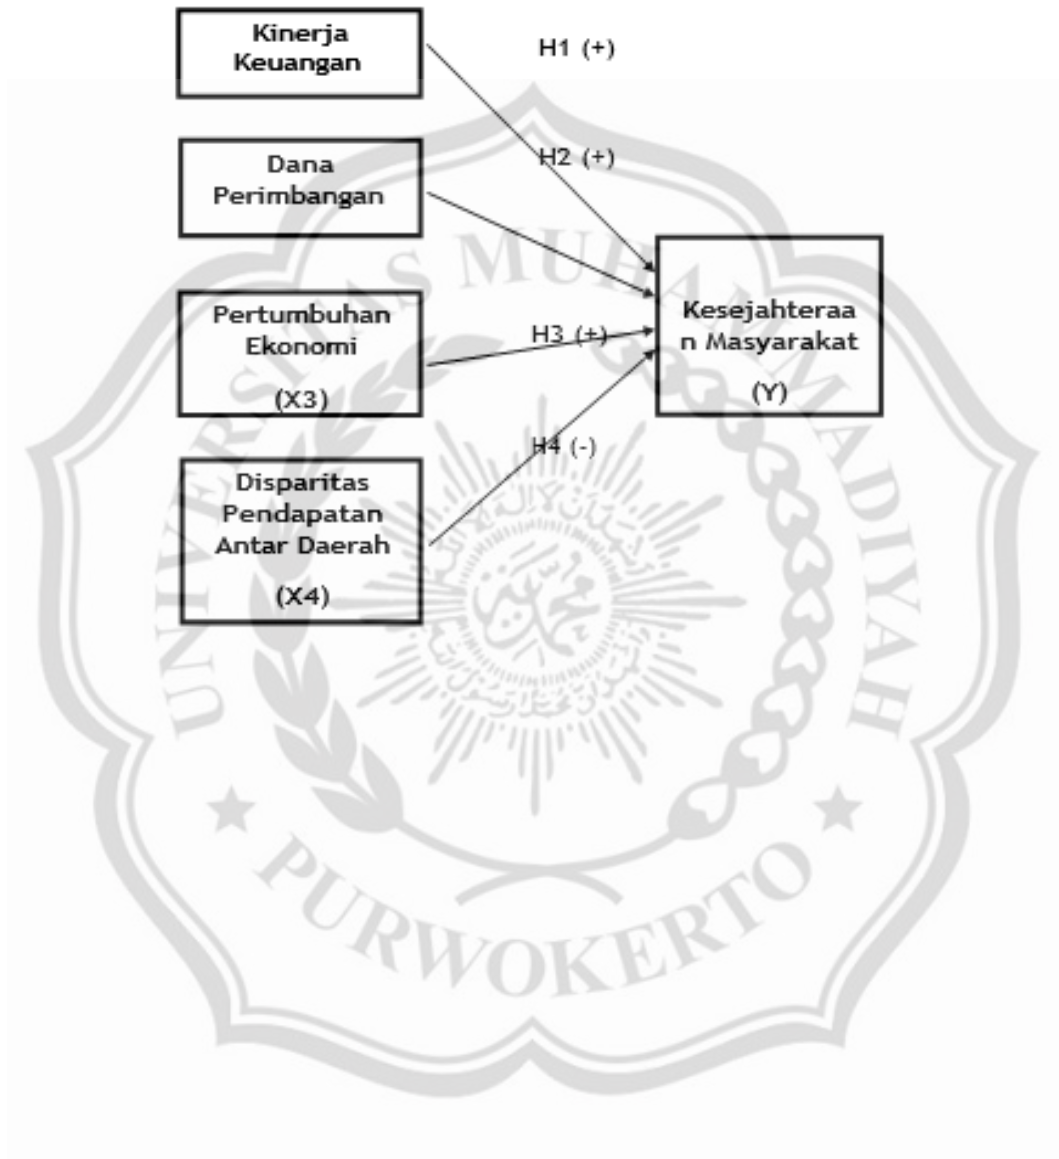 Kinerja
Keuangan
H1 (+)
Dana
Perimbangan
H2 (+)
Pertumbuhan
Ekonomi
(X3)
H3 (+)
Kesejahteraa
n Masyarakat
(Y)
Disparitas
Pendapatan
Antar Daerah
(X4)
H4 (-)
UNIVERSITAS MUHAMMADIYAH
PURWOKERTO